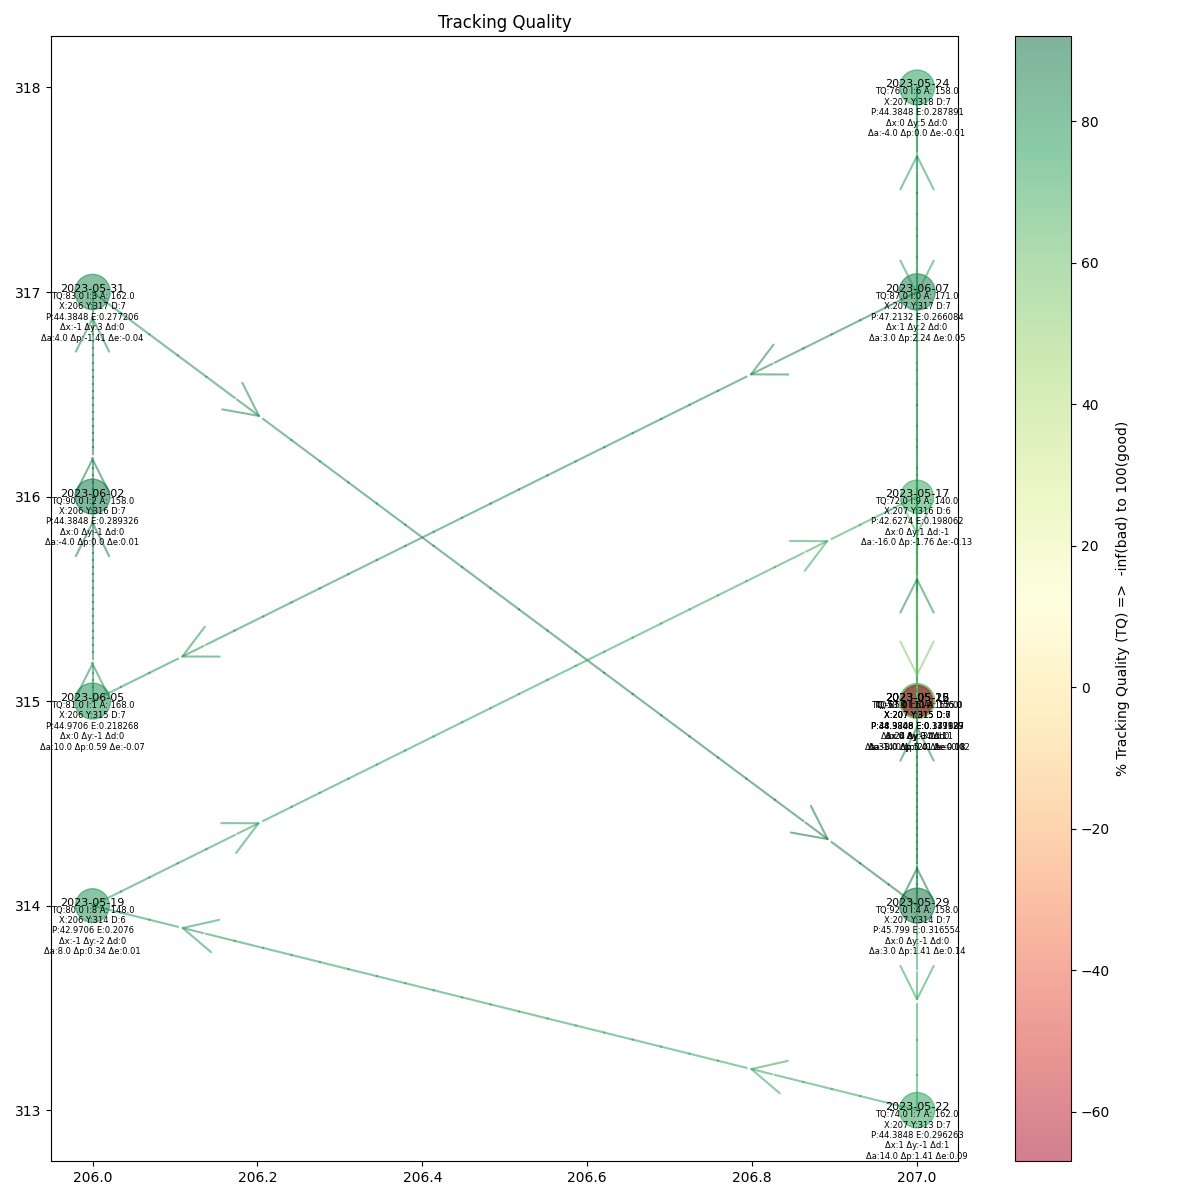 Tracking Quality
318
317
316
315
314
313
206.0
206.2
206.4
206.6
206.8
207.0
2023-05-24
TQ:76.0 I:6 A: 158.0
X:207 Y:318 D:7
P:44.3848 E:0.287891
Δx:0 Δy:5 Δd:0
Δa:-4.0 Δp:0.0 Δe:-0.01
2023-05-31
TQ:83.0 I:3 A: 162.0
X:206 Y:317 D:7
P:44.3848 E:0.277206
Δx:-1 Δy:3 Δd:0
Δa:4.0 Δp:-1.41 Δe:-0.04
2023-06-07
TQ:87.0 I:0 A: 171.0
X:207 Y:317 D:7
P:47.2132 E:0.266084
Δx:1 Δy:2 Δd:0
Δa:3.0 Δp:2.24 Δe:0.05
2023-06-02
TQ:90.0 I:2 A: 158.0
X:206 Y:316 D:7
P:44.3848 E:0.289326
Δx:0 Δy:-1 Δd:0
Δa:-4.0 Δp:0.0 Δe:0.01
2023-05-17
TQ:72.0 I:9 A: 140.0
X:207 Y:316 D:6
P:42.6274 E:0.198062
Δx:0 Δy:1 Δd:-1
Δa:-16.0 Δp:-1.76 Δe:-0.13
2023-06-05
TQ:81.0 I:1 A: 168.0
X:206 Y:315 D:7
P:44.9706 E:0.218268
Δx:0 Δy:-1 Δd:0
Δa:10.0 Δp:0.59 Δe:-0.07
2023-05-19
TQ:80.0 I:8 A: 148.0
X:206 Y:314 D:6
P:42.9706 E:0.2076
Δx:-1 Δy:-2 Δd:0
Δa:8.0 Δp:0.34 Δe:0.01
2023-05-29
TQ:92.0 I:4 A: 158.0
X:207 Y:314 D:7
P:45.799 E:0.316554
Δx:0 Δy:-1 Δd:0
Δa:3.0 Δp:1.41 Δe:0.14
2023-05-22
TQ:74.0 I:7 A: 162.0
X:207 Y:313 D:7
P:44.3848 E:0.296263
Δx:1 Δy:-1 Δd:1
Δa:14.0 Δp:1.41 Δe:0.09
80
60
40
20
0
−20
−40
−60
% Tracking Quality (TQ) => -inf(bad) to 100(good)